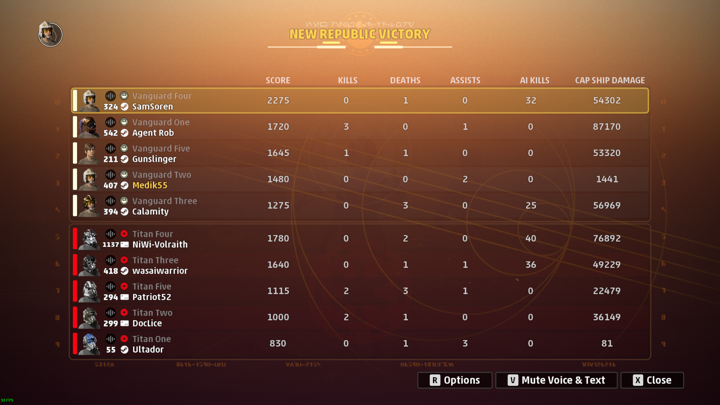 NEW REPUBLIC VICTORY
SCORE KILLS DEATHS ASSISTS AI KILLS CAP SHIP DAMAGE
Vanguard Four
324 SamSoren 2275 0 1 0 32 54302
Vanguard One
542 Agent Rob 1720 3 0 1 0 87170
Vanguard Five
211 Gunslinger 1645 1 1 0 0 53320
Vanguard Two
407 Medik55 1480 0 0 2 0 1441
Vanguard Three
394 Calamity 1275 0 3 0 25 56969
Titan Four
1137 NiWi-Volraith 1780 0 2 0 40 76892
Titan Three
418 wasaiwarrior 1640 0 1 1 36 49229
Titan Five
294 Patriot52 1115 2 3 1 0 22479
Titan Two
299 DocLice 1000 2 1 0 0 36149
Titan One
55 Ultador 830 0 1 3 0 81
R Options V Mute Voice & Text X Close